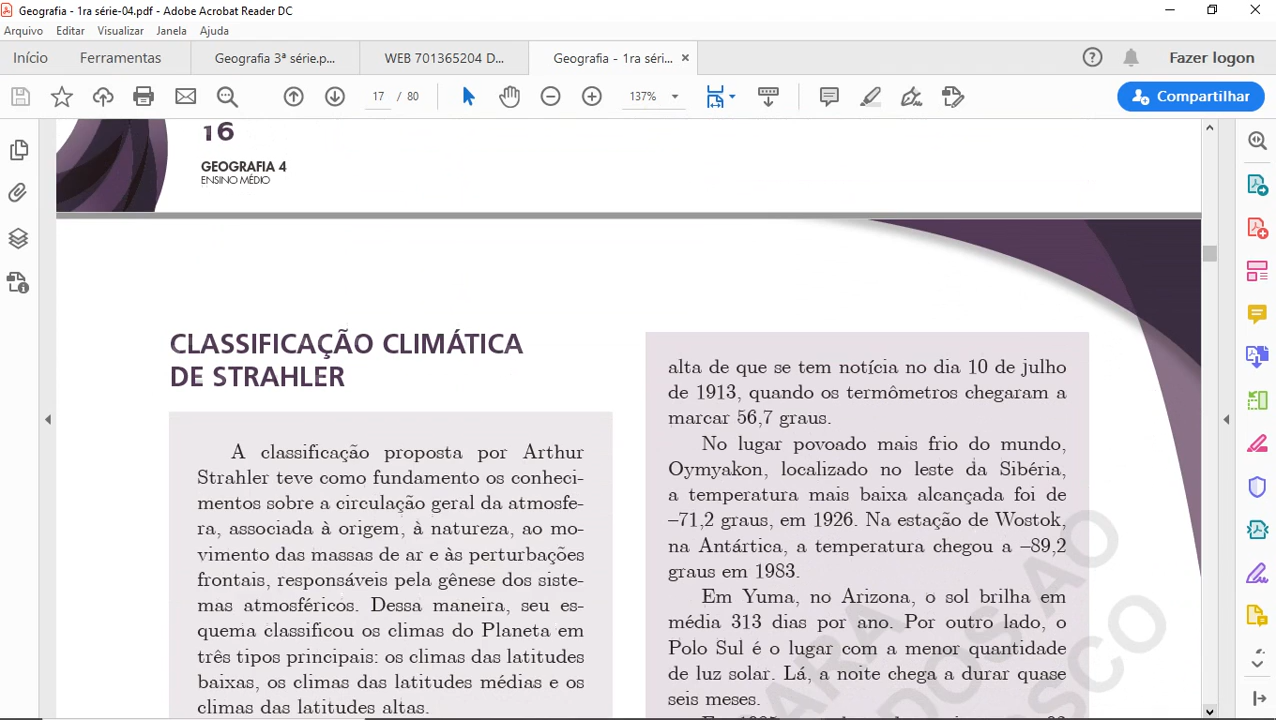 Geografia - 1ra série-04.pdf - Adobe Acrobat Reader DC
Arquivo Editar Visualizar Janela Ajuda
Início Ferramentas Geografia 3ª série.p... WEB 701365204 D... Geografia - 1ra séri... × Fazer logon
17 / 80 137% Compartilhar
16
GEOGRAFIA 4
ENSINO MÉDIO
CLASSIFICAÇÃO CLIMÁTICA
DE STRAHLER
A classificação proposta por Arthur
Strahler teve como fundamento os conheci-
mentos sobre a circulação geral da atmosfe-
ra, associada à origem, à natureza, ao mo-
vimento das massas de ar e às perturbações
frontais, responsáveis pela gênese dos siste-
mas atmosféricos. Dessa maneira, seu es-
quema classificou os climas do Planeta em
três tipos principais: os climas das latitudes
baixas, os climas das latitudes médias e os
climas das latitudes altas.
alta de que se tem notícia no dia 10 de julho
de 1913, quando os termômetros chegaram a
marcar 56,7 graus.
No lugar povoado mais frio do mundo,
Oymyakon, localizado no leste da Sibéria,
a temperatura mais baixa alcançada foi de
–71,2 graus, em 1926. Na estação de Wostok,
na Antártica, a temperatura chegou a –89,2
graus em 1983.
Em Yuma, no Arizona, o sol brilha em
média 313 dias por ano. Por outro lado, o
Polo Sul é o lugar com a menor quantidade
de luz solar. Lá, a noite chega a durar quase
seis meses.